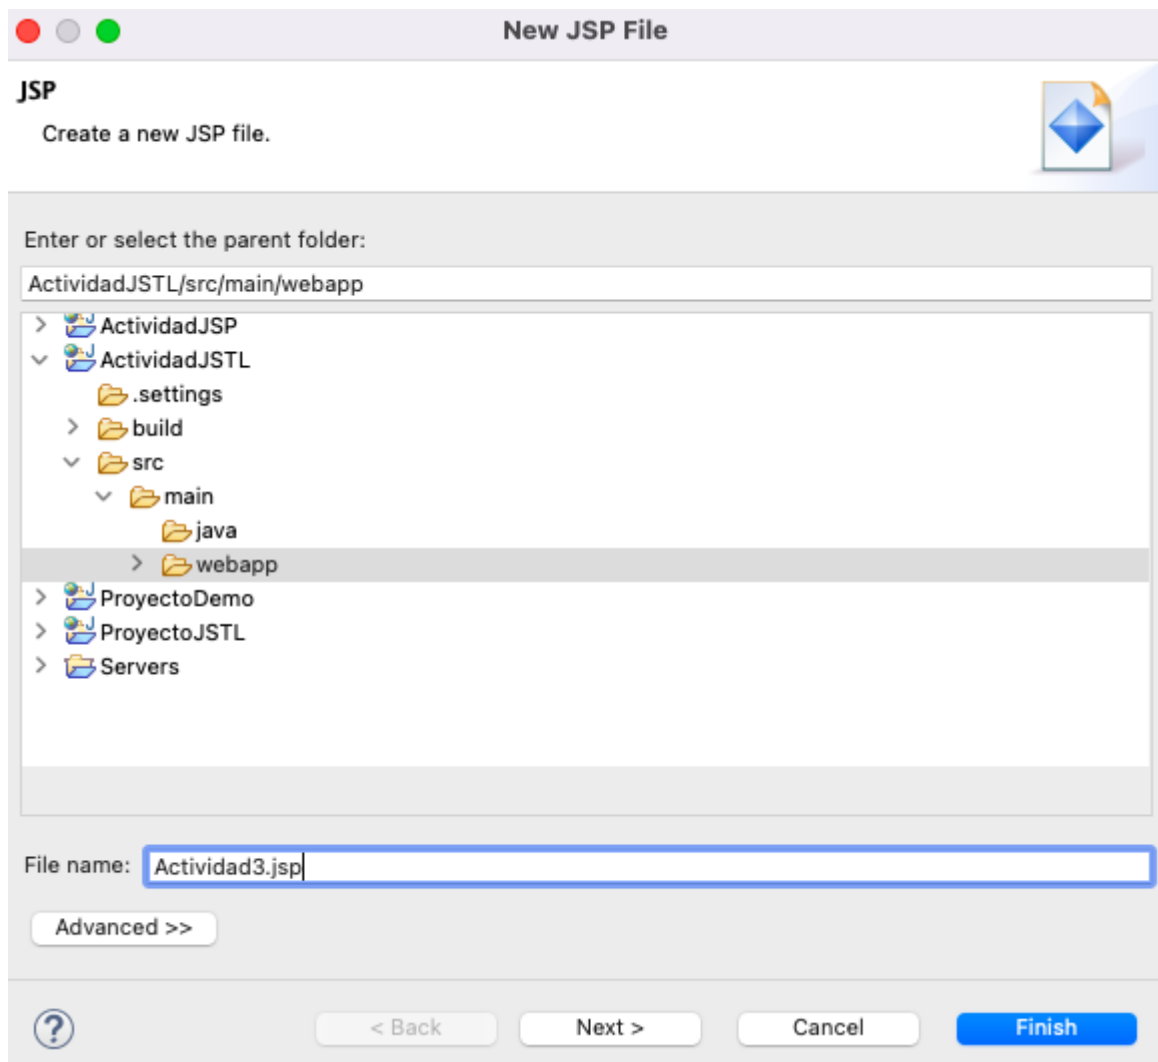 New JSP File
JSP
Create a new JSP file.
Enter or select the parent folder:
ActividadJSTL/src/main/webapp
ActividadJSP
ActividadJSTL
.settings
build
src
main
java
webapp
ProyectoDemo
ProyectoJSTL
Servers
File name: Actividad3.jsp
Advanced >>
? < Back Next > Cancel Finish